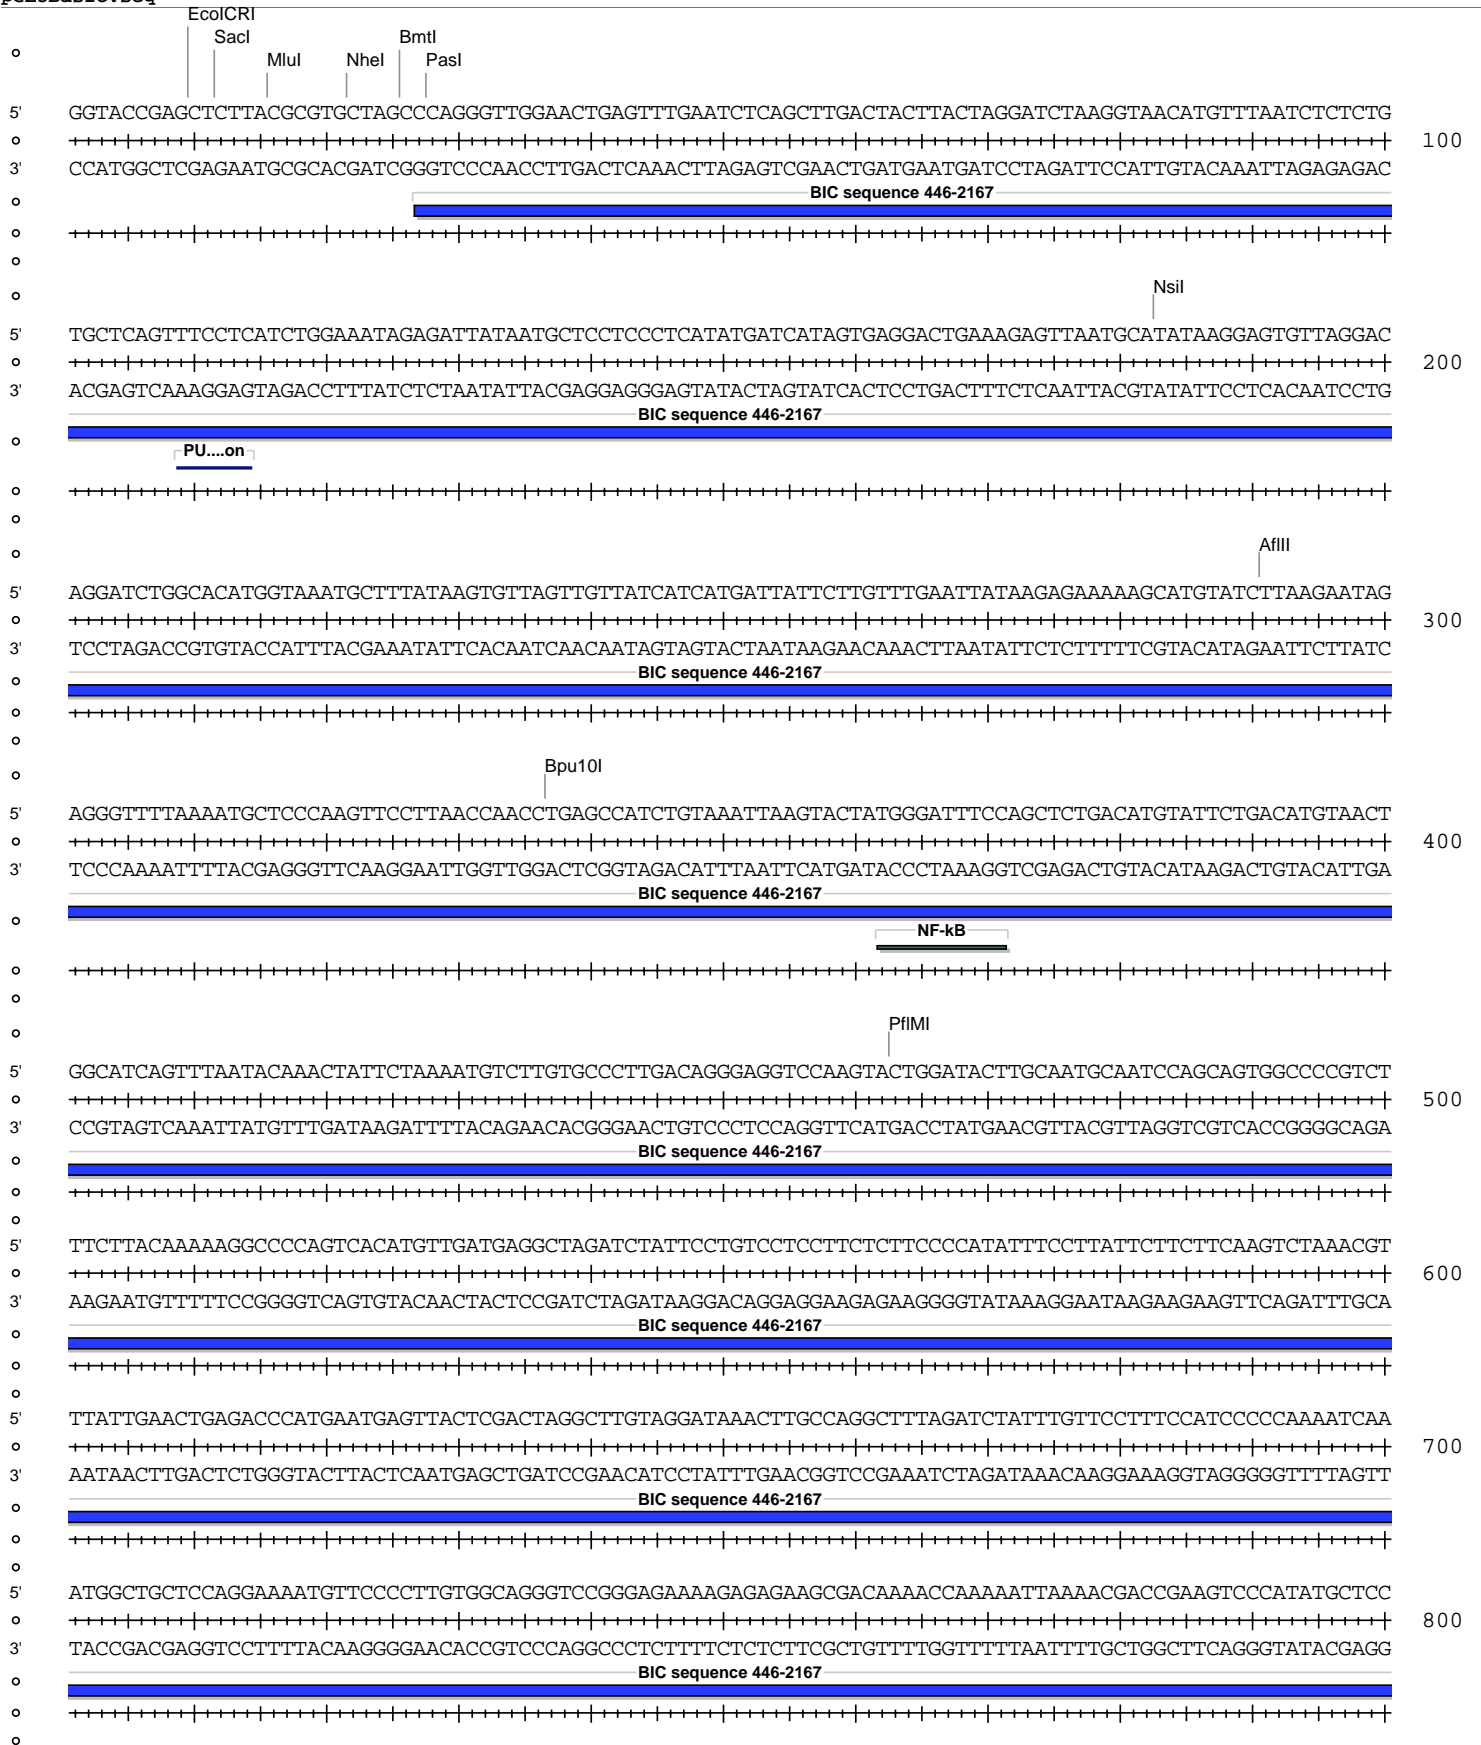 EcoICRI
SacI BmtI
MluI NheI PasI
5' GGTACCGAGCTCTTACGCGTGCTAGCCCAGGGTTGGAACTGAGTTTGAATCTCAGCTTGACTACTTACTAGGATCTAAGGTAACATGTTTAATCTCTCTG
100
3' CCATGGCTCGAGAATGCGCACGATCGGGTCCCAACCTTGACTCAAACTTAGAGTCGAACTGATGAATGATCCTAGATTCCATTGTACAAATTAGAGAGAC
BIC sequence 446-2167
NsiI
5' TGCTCAGTTTCCTCATCTGGAAATAGAGATTATAATGCTCCTCCCTCATATGATCATAGTGAGGACTGAAAGAGTTAATGCATATAAGGAGTGTTAGGAC
200
3' ACGAGTCAAAGGAGTAGACCTTTATCTCTAATATTACGAGGAGGGAGTATACTAGTATCACTCCTGACTTTCTCAATTACGTATATTCCTCACAATCCTG
BIC sequence 446-2167
PU....on
AflII
5' AGGATCTGGCACATGGTAAATGCTTTATAAGTGTTAGTTGTTATCATCATGATTATTCTTGTTTGAATTATAAGAGAAAAAGCATGTATCTTAAGAATAG
300
3' TCCTAGACCGTGTACCATTTACGAAATATTCACAATCAACAATAGTAGTACTAATAAGAACAAACTTAATATTCTCTTTTTCGTACATAGAATTCTTATC
BIC sequence 446-2167
Bpu10I
5' AGGGTTTTAAAATGCTCCCAAGTTCCTTAACCAACCTGAGCCATCTGTAAATTAAGTACTATGGGATTTCCAGCTCTGACATGTATTCTGACATGTAACT
400
3' TCCCAAAATTTTACGAGGGTTCAAGGAATTGGTTGGACTCGGTAGACATTTAATTCATGATACCCTAAAGGTCGAGACTGTACATAAGACTGTACATTGA
BIC sequence 446-2167
NF-kB
PflMI
5' GGCATCAGTTTAATACAAACTATTCTAAAATGTCTTGTGCCCTTGACAGGGAGGTCCAAGTACTGGATACTTGCAATGCAATCCAGCAGTGGCCCCGTCT
500
3' CCGTAGTCAAATTATGTTTGATAAGATTTTACAGAACACGGGAACTGTCCCTCCAGGTTCATGACCTATGAACGTTACGTTAGGTCGTCACCGGGGCAGA
BIC sequence 446-2167
5' TTCTTACAAAAAGGCCCCAGTCACATGTTGATGAGGCTAGATCTATTCCTGTCCTCCTTCTCTTCCCCATATTTCCTTATTCTTCTTCAAGTCTAAACGT
600
3' AAGAATGTTTTTCCGGGGTCAGTGTACAACTACTCCGATCTAGATAAGGACAGGAGGAAGAGAAGGGGTATAAAGGAATAAGAAGAAGTTCAGATTTGCA
BIC sequence 446-2167
5' TTATTGAACTGAGACCCATGAATGAGTTACTCGACTAGGCTTGTAGGATAAACTTGCCAGGCTTTAGATCTATTTGTTCCTTTCCATCCCCCAAAATCAA
700
3' AATAACTTGACTCTGGGTACTTACTCAATGAGCTGATCCGAACATCCTATTTGAACGGTCCGAAATCTAGATAAACAAGGAAAGGTAGGGGGTTTTAGTT
BIC sequence 446-2167
5' ATGGCTGCTCCAGGAAAATGTTCCCCTTGTGGCAGGGTCCGGGAGAAAAGAGAGAAGCGACAAAACCAAAAATTAAAACGACCGAAGTCCCATATGCTCC
800
3' TACCGACGAGGTCCTTTTACAAGGGGAACACCGTCCCAGGCCCTCTTTTCTCTCTTCGCTGTTTTGGTTTTTAATTTTGCTGGCTTCAGGGTATACGAGG
BIC sequence 446-2167